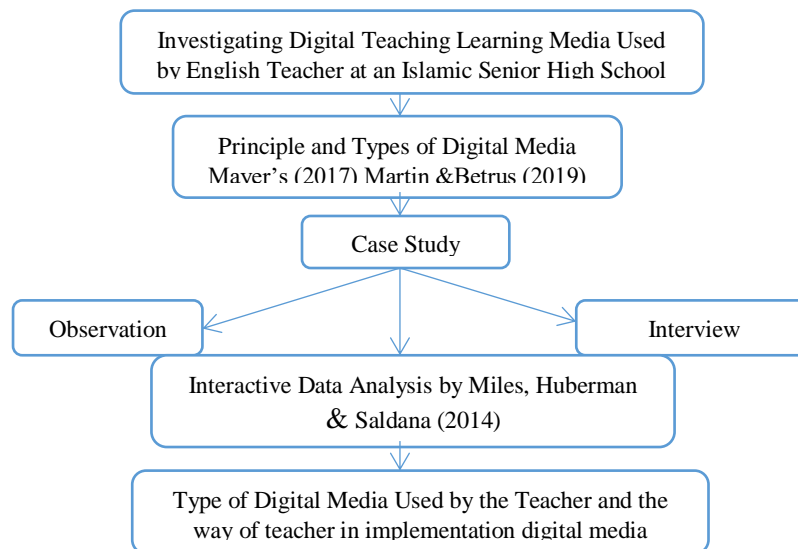 Investigating Digital Teaching Learning Media Used
by English Teacher at an Islamic Senior High School
Principle and Types of Digital Media
Mayer's (2017) Martin &Betrus (2019)
Case Study
Observation
Interview
Interactive Data Analysis by Miles, Huberman
& Saldana (2014)
Type of Digital Media Used by the Teacher and the
way of teacher in implementation digital media